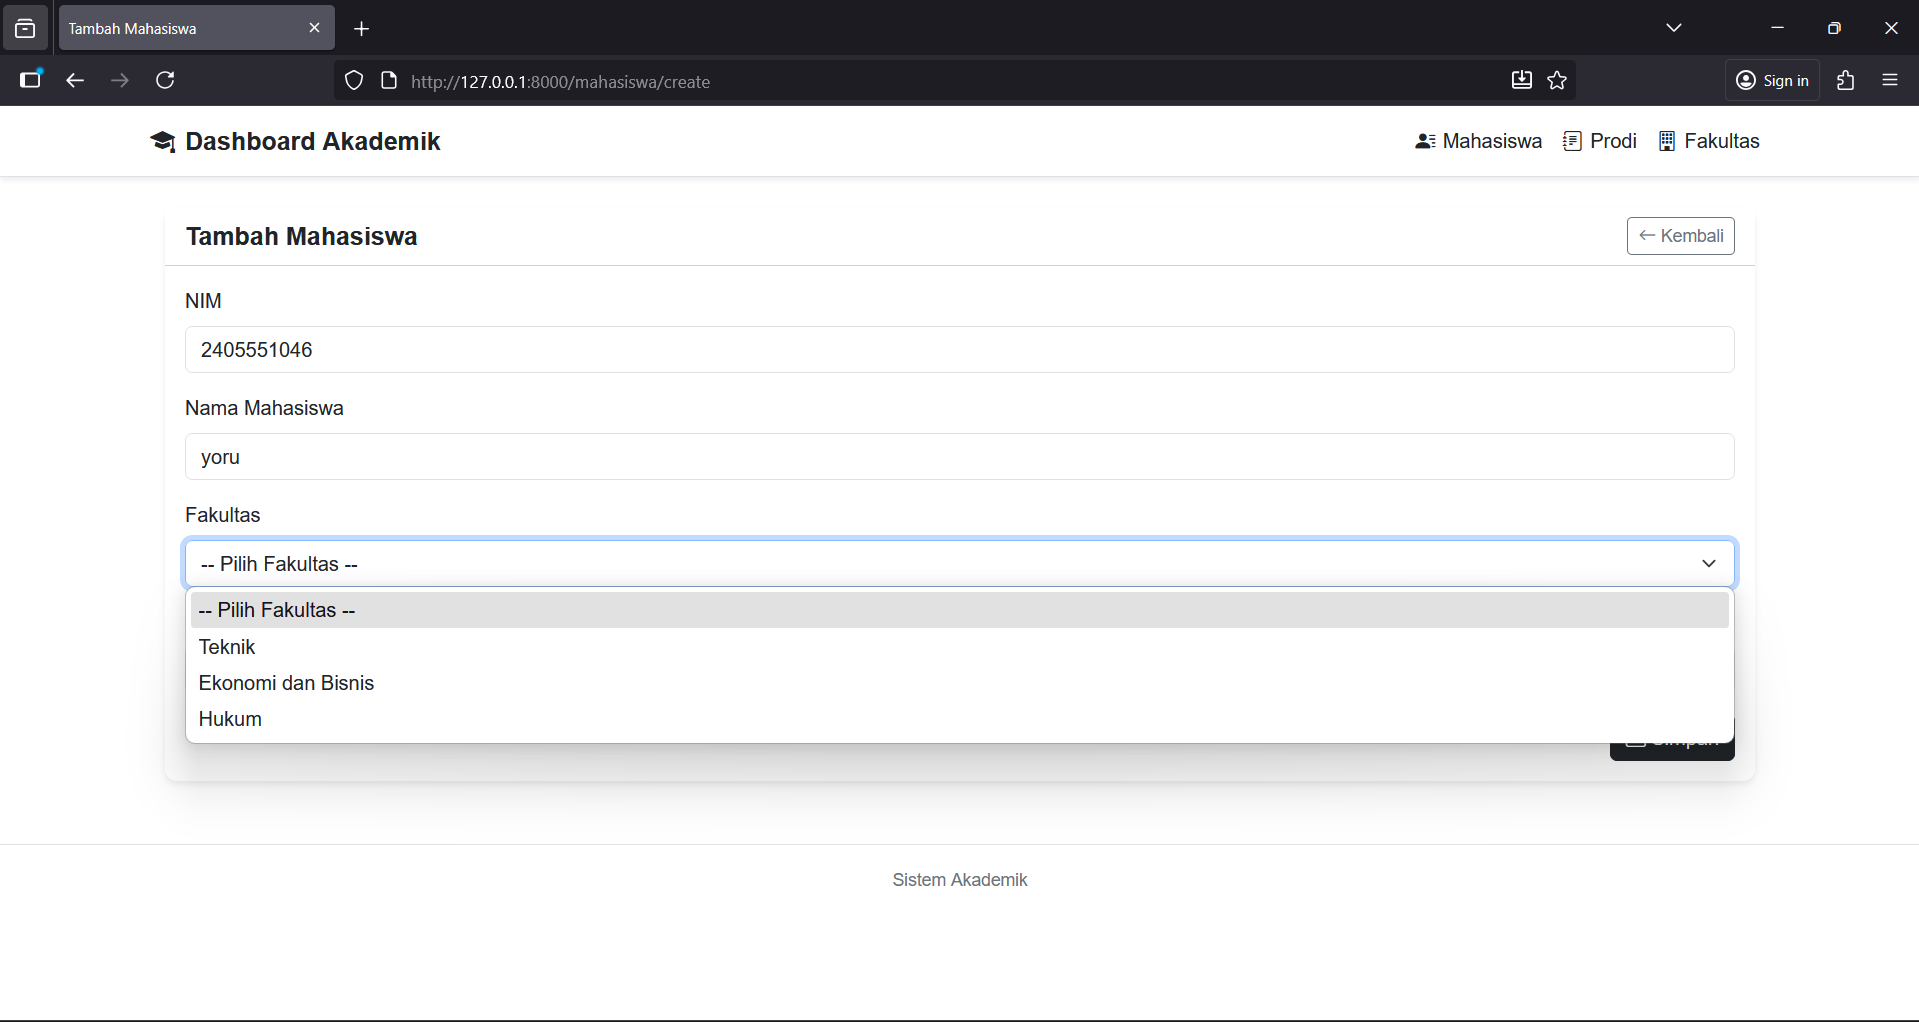 Tambah Mahasiswa
http://127.0.0.1:8000/mahasiswa/create
Sign in
Dashboard Akademik
Mahasiswa
Prodi
Fakultas
Tambah Mahasiswa
← Kembali
NIM
2405551046
Nama Mahasiswa
yoru
Fakultas
-- Pilih Fakultas --
-- Pilih Fakultas --
Teknik
Ekonomi dan Bisnis
Hukum
Sistem Akademik